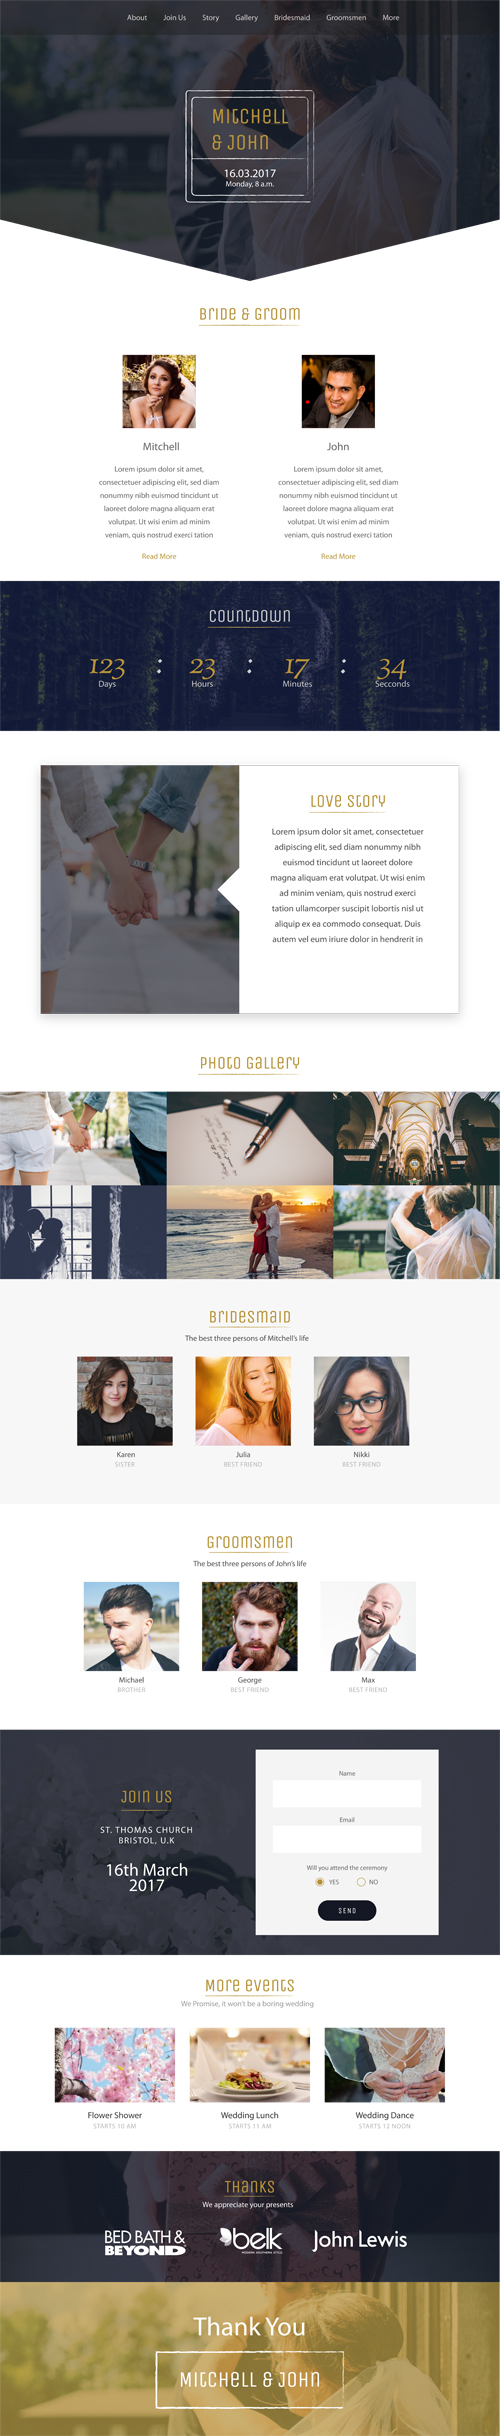 About Join Us Story Gallery Bridesmaid Groomsmen More
Mitchell
& John
16.03.2017
Monday, 8 a.m.
Bride & Groom
Mitchell
Lorem ipsum dolor sit amet,
consectetuer adipiscing elit, sed diam
nonummy nibh euismod tincidunt ut
laoreet dolore magna aliquam erat
volutpat. Ut wisi enim ad minim
veniam, quis nostrud exerci tation
Read More
John
Lorem ipsum dolor sit amet,
consectetuer adipiscing elit, sed diam
nonummy nibh euismod tincidunt ut
laoreet dolore magna aliquam erat
volutpat. Ut wisi enim ad minim
veniam, quis nostrud exerci tation
Read More
Countdown
123 : 23 : 17 : 34
Days Hours Minutes Secconds
Love Story
Lorem ipsum dolor sit amet, consectetuer
adipiscing elit, sed diam nonummy nibh
euismod tincidunt ut laoreet dolore
magna aliquam erat volutpat. Ut wisi enim
ad minim veniam, quis nostrud exerci
tation ullamcorper suscipit lobortis nisl ut
aliquip ex ea commodo consequat. Duis
autem vel eum iriure dolor in hendrerit in
Photo Gallery
Bridesmaid
The best three persons of Mitchell's life
Karen Julia Nikki
SISTER BEST FRIEND BEST FRIEND
Groomsmen
The best three persons of John's life
Michael George Max
BROTHER BEST FRIEND BEST FRIEND
Join Us
ST. THOMAS CHURCH
BRISTOL, U.K
16th March
2017
Name
Email
Will you attend the ceremony
YES NO
SEND
More events
We Promise, it won't be a boring wedding
Flower Shower Wedding Lunch Wedding Dance
STARTS 10 AM STARTS 11 AM STARTS 12 NOON
Thanks
We appreciate your presents
BED BATH &
BEYOND
belk
MODERN. SOUTHERN. STYLE.
John Lewis
Thank You
Mitchell & John